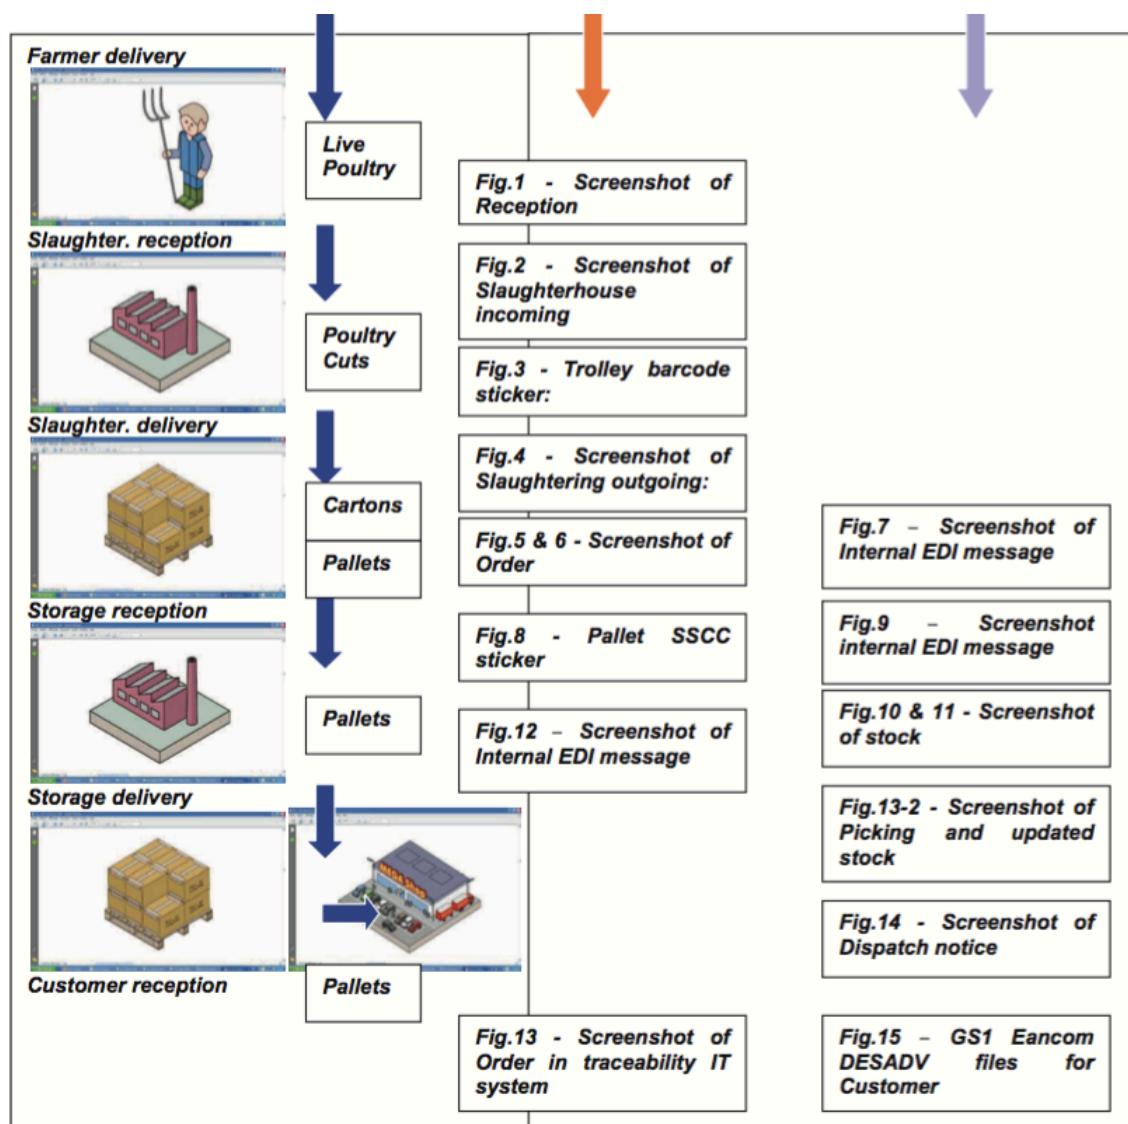 Farmer delivery
Live
Poultry
Fig.1 - Screenshot of
Reception
Slaughter. reception
Fig.2 - Screenshot of
Slaughterhouse
incoming
Poultry
Cuts
Fig.3 - Trolley barcode
sticker:
Slaughter. delivery
Fig.4 - Screenshot of
Slaughtering outgoing:
Cartons
Pallets
Fig.5 & 6 - Screenshot of
Order
Fig.7 – Screenshot of
Internal EDI message
Storage reception
Fig.8 - Pallet SSCC
sticker
Fig.9 – Screenshot
internal EDI message
Pallets
Fig.12 – Screenshot of
Internal EDI message
Fig.10 & 11 - Screenshot
of stock
Storage delivery
Fig.13-2 - Screenshot of
Picking and updated
stock
MEGA Shop
Fig.14 - Screenshot of
Dispatch notice
Customer reception
Pallets
Fig.13 - Screenshot of
Order in traceability IT
system
Fig.15 – GS1 Eancom
DESADV files for
Customer